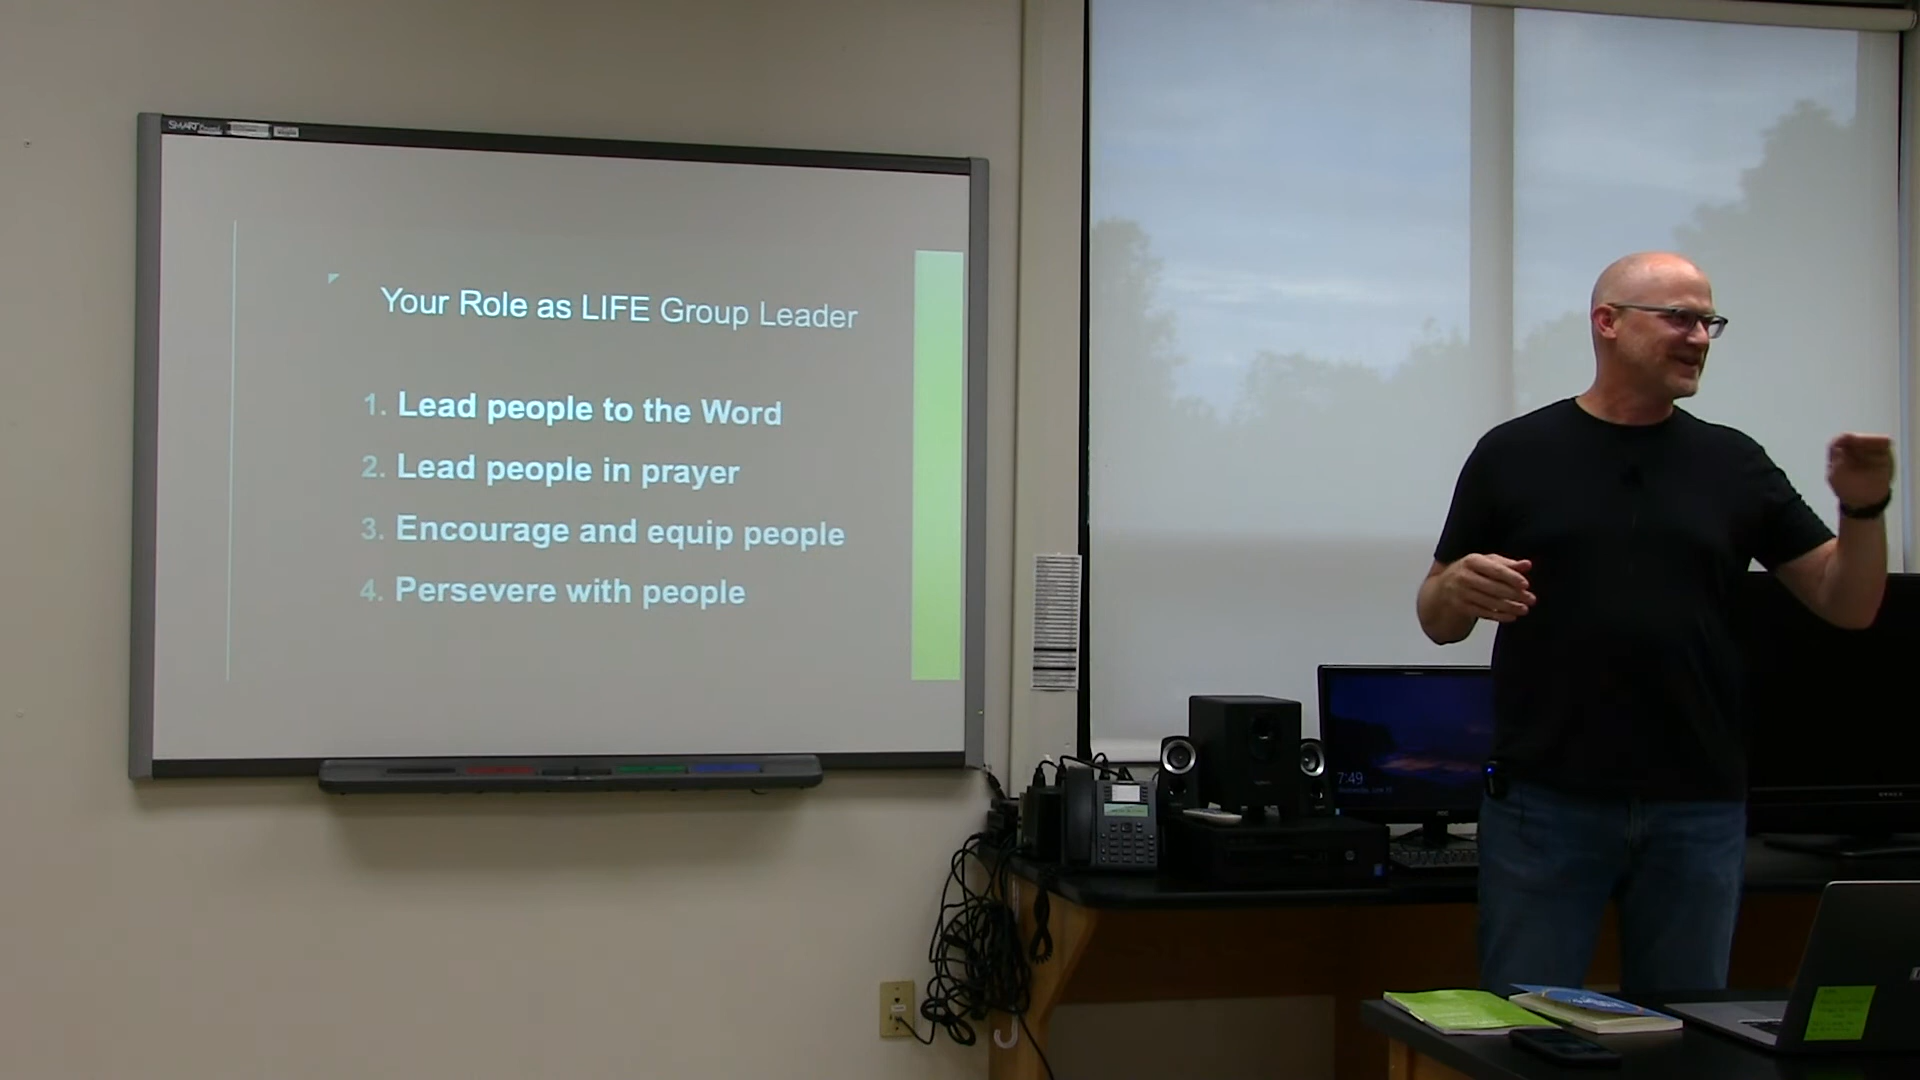 SMART
Your Role as LIFE Group Leader
1. Lead people to the Word
2. Lead people in prayer
3. Encourage and equip people
4. Persevere with people
7:49